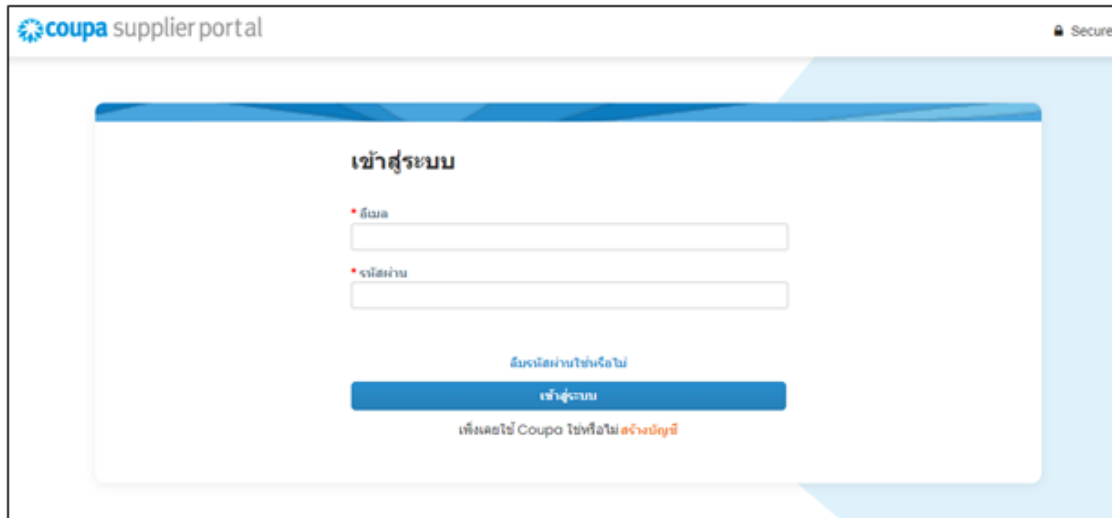 coupa supplier portal
Secure
เข้าสู่ระบบ
* อีเมล
* รหัสผ่าน
ลืมรหัสผ่านใช่หรือไม่
เข้าสู่ระบบ
เพิ่งเคยใช้ Coupa ใช่หรือไม่ สร้างบัญชี